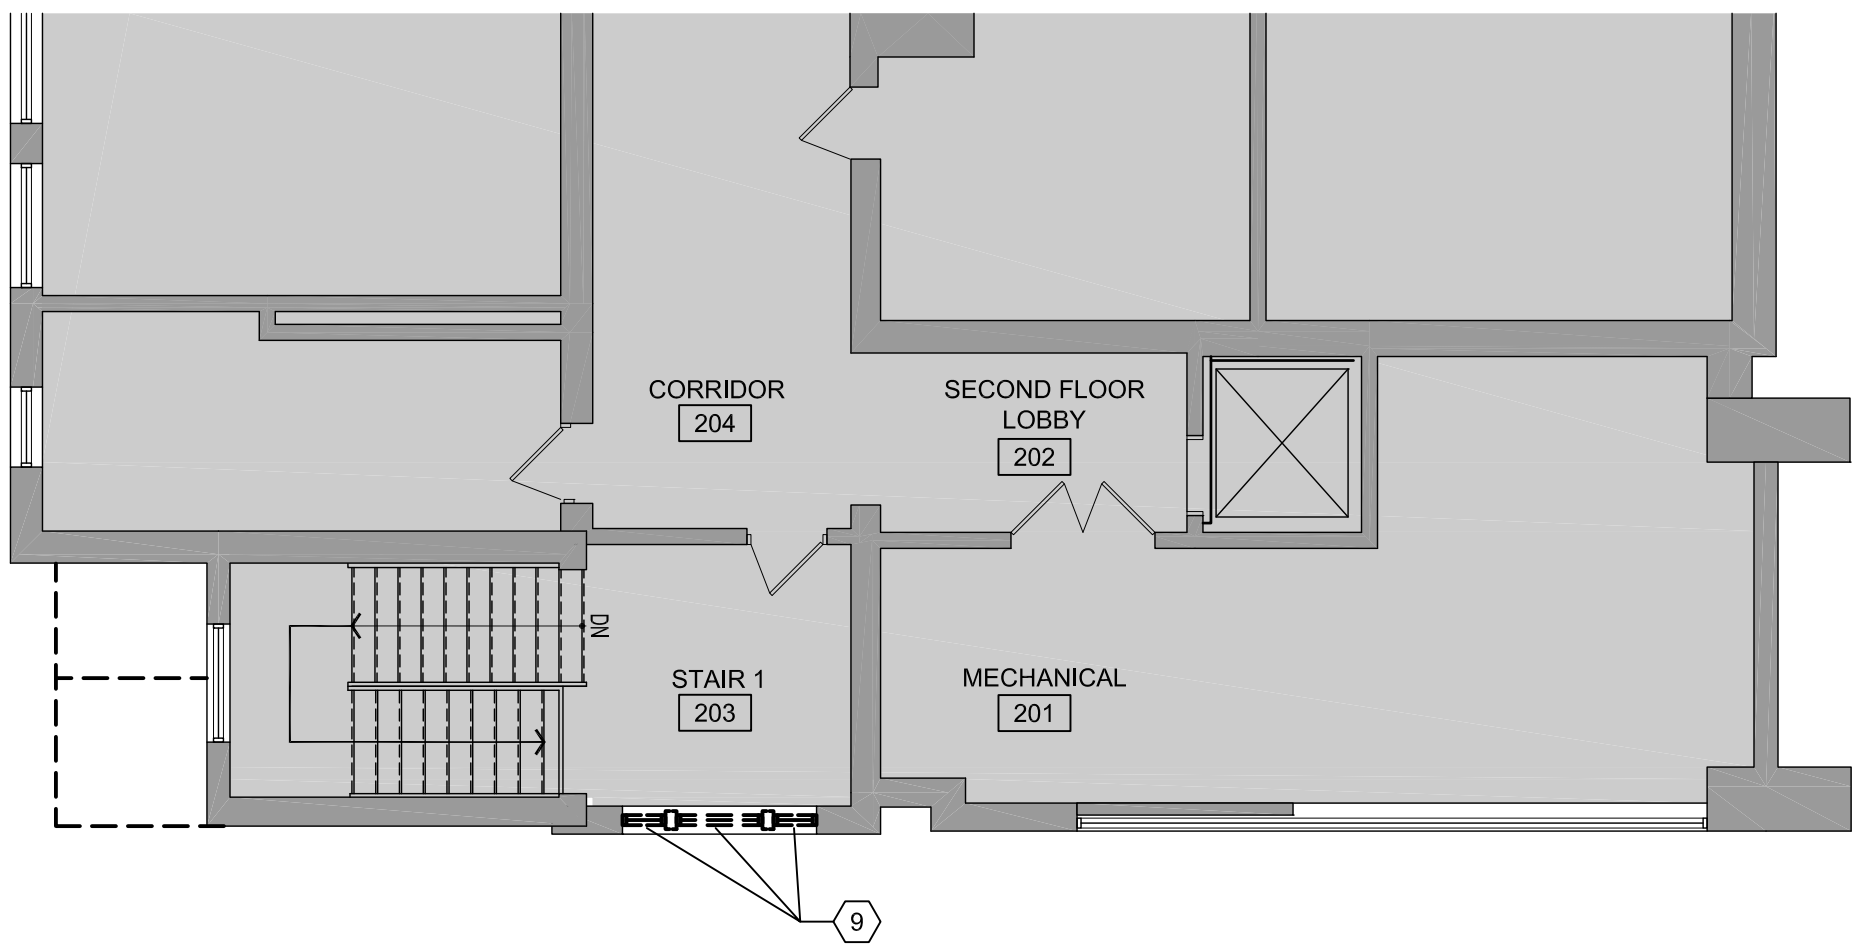 CORRIDOR
204
SECOND FLOOR
LOBBY
202
DN
STAIR 1
203
MECHANICAL
201
9